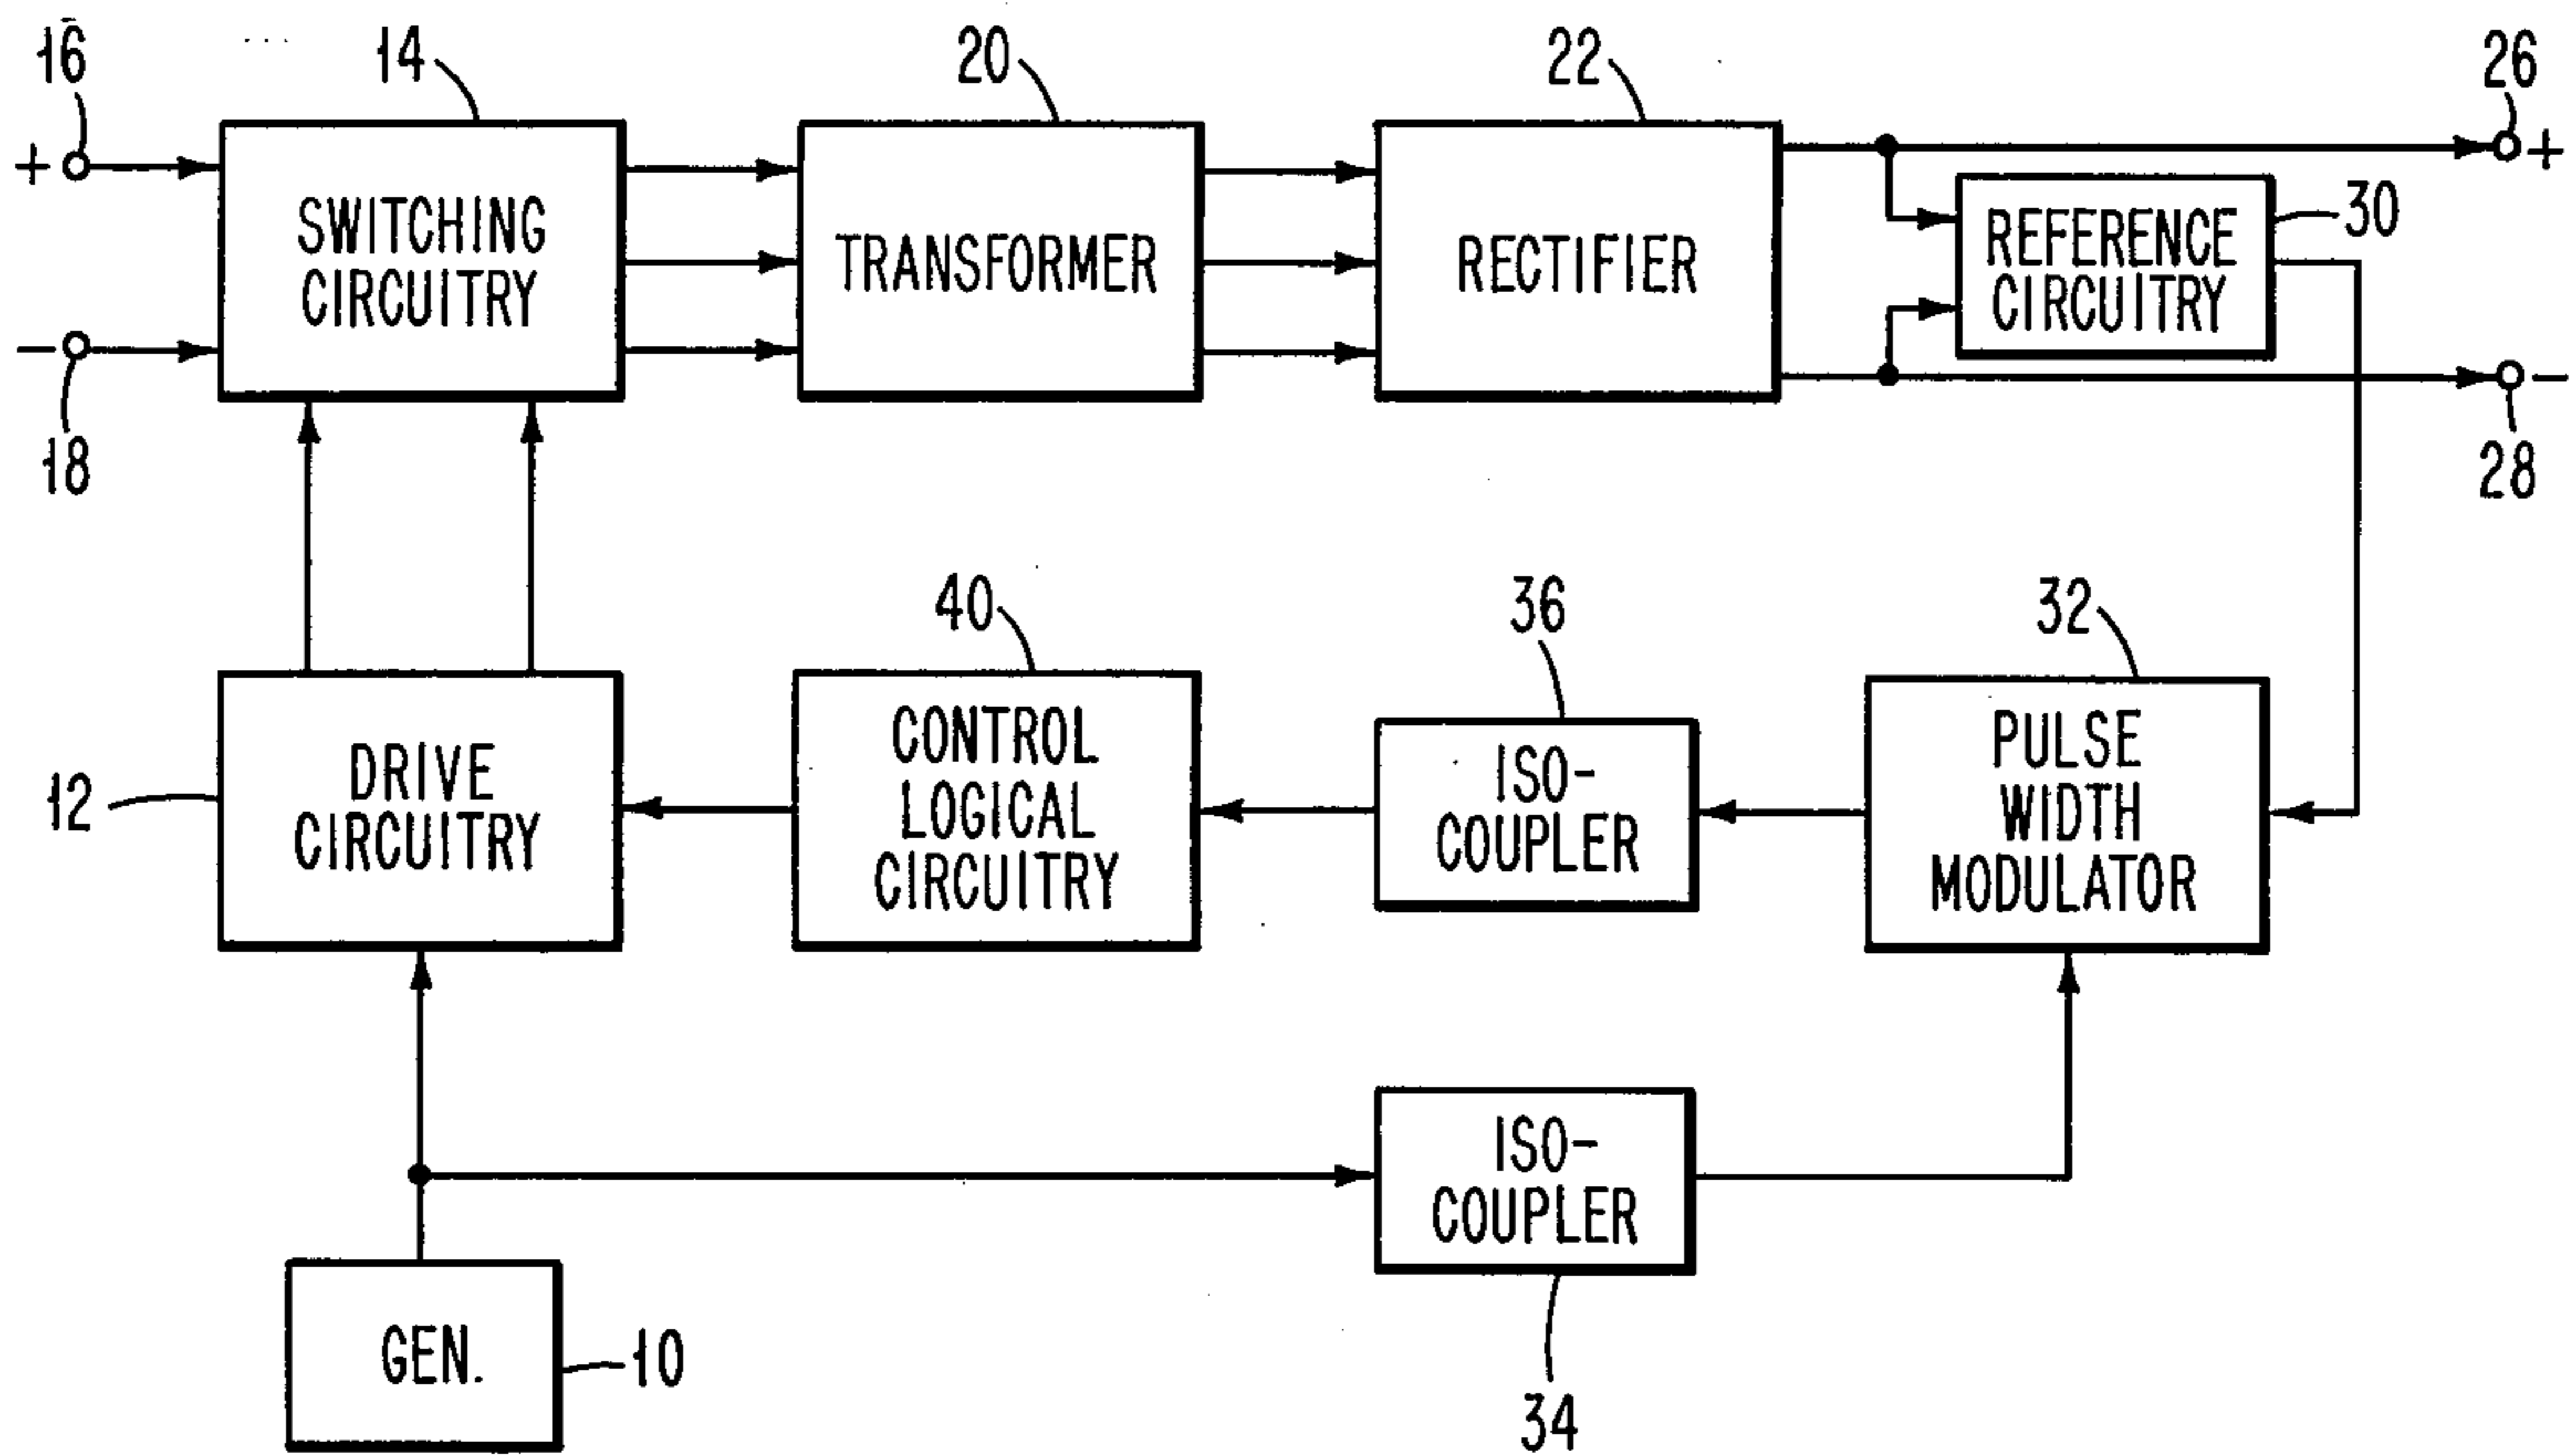 16
14
20
22
26
+
+
SWITCHING
CIRCUITRY
TRANSFORMER
RECTIFIER
REFERENCE
CIRCUITRY
30
-
-
18
28
40
36
32
12
DRIVE
CIRCUITRY
CONTROL
LOGICAL
CIRCUITRY
ISO-
COUPLER
PULSE
WIDTH
MODULATOR
ISO-
COUPLER
GEN.
10
34